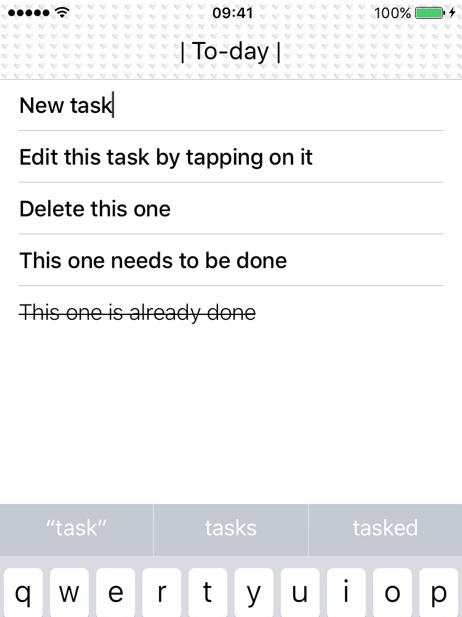 09:41 100%
| To-day |
New task
Edit this task by tapping on it
Delete this one
This one needs to be done
This one is already done
“task” tasks tasked
q w e r t y u i o p